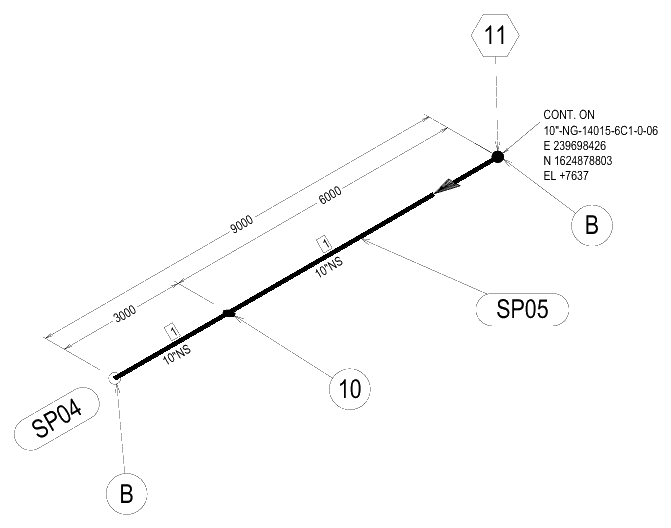 11
CONT. ON
10"-NG-14015-6C1-0-06
E 239698426
N 1624878803
EL +7637
B
6000
9000
1
10"NS
SP05
3000
1
10"NS
10
SP04
B